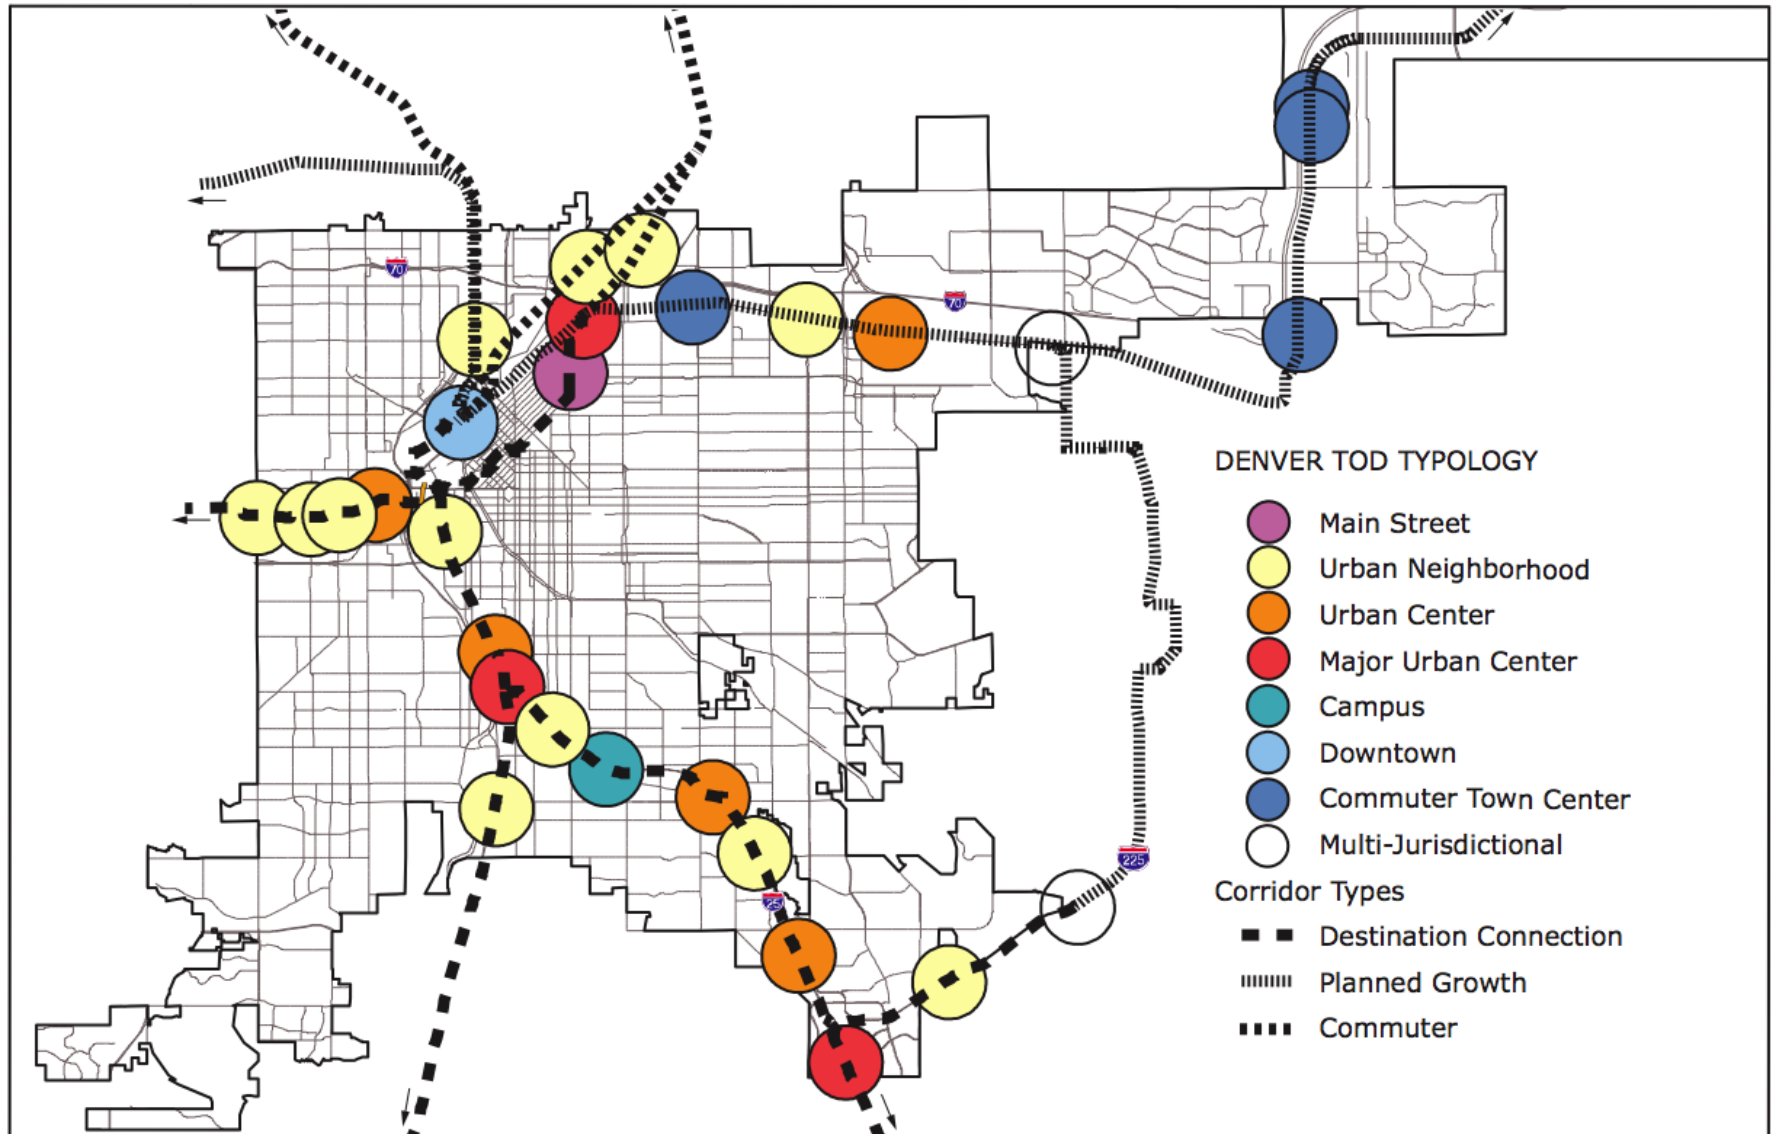 70
70
DENVER TOD TYPOLOGY
Main Street
Urban Neighborhood
Urban Center
Major Urban Center
Campus
Downtown
Commuter Town Center
Multi-Jurisdictional
225
Corridor Types
25
Destination Connection
Planned Growth
Commuter